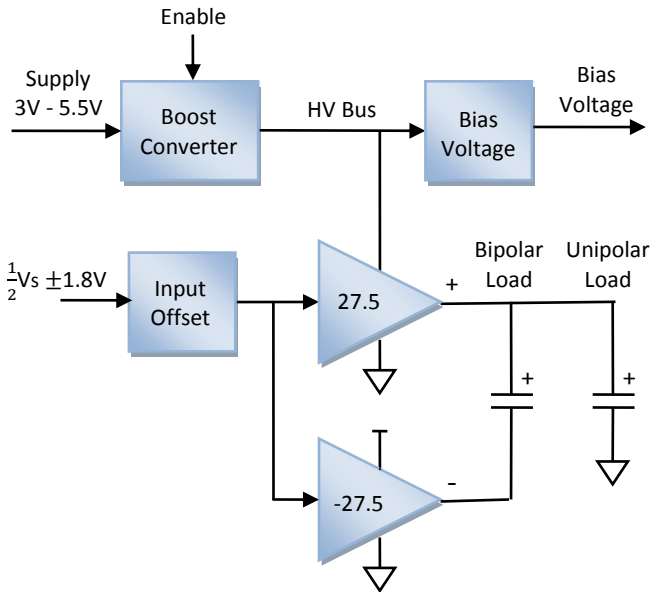 Enable
Supply
3V - 5.5V
Boost
Converter
HV Bus
Bias
Voltage
Bias
Voltage
½Vs ±1.8V
Input
Offset
27.5
+
Bipolar
Load
Unipolar
Load
+
+
-27.5
-